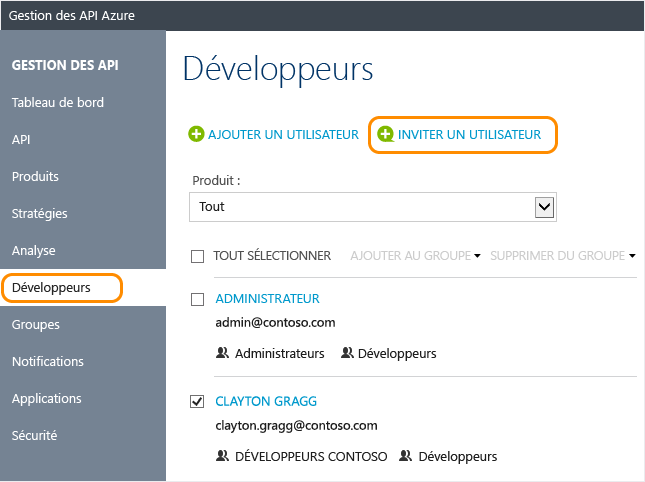 Gestion des API Azure
GESTION DES API
Tableau de bord
API
Produits
Stratégies
Analyse
Développeurs
Groupes
Notifications
Applications
Sécurité
Développeurs
AJOUTER UN UTILISATEUR INVITER UN UTILISATEUR
Produit :
Tout
TOUT SÉLECTIONNER AJOUTER AU GROUPE SUPPRIMER DU GROUPE
ADMINISTRATEUR
admin@contoso.com
Administrateurs Développeurs
CLAYTON GRAGG
clayton.gragg@contoso.com
DÉVELOPPEURS CONTOSO Développeurs